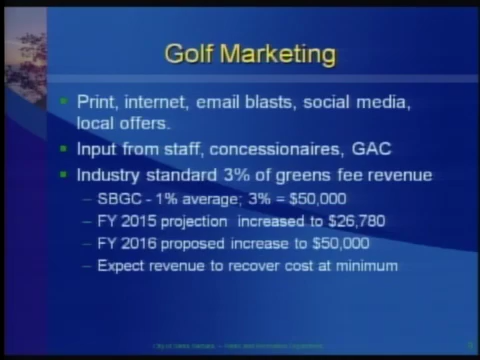 Golf Marketing
Print, internet, email blasts, social media,
local offers.
Input from staff, concessionaires, GAC
Industry standard 3% of greens fee revenue
– SBGC - 1% average; 3% = $50,000
– FY 2015 projection increased to $26,780
– FY 2016 proposed increase to $50,000
– Expect revenue to recover cost at minimum